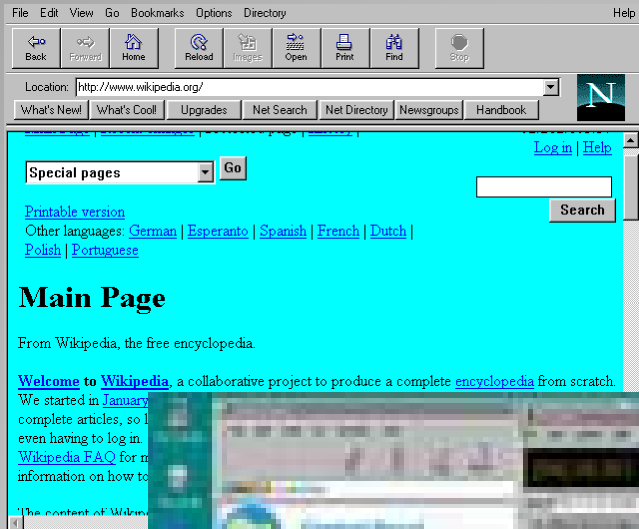 File Edit View Go Bookmarks Options Directory Help
Back Forward Home Reload Images Open Print Find Stop
Location: http://www.wikipedia.org/
N
What's New! What's Cool! Upgrades Net Search Net Directory Newsgroups Handbook
Log in | Help
Special pages Go
Search
Printable version
Other languages: German | Esperanto | Spanish | French | Dutch |
Polish | Portuguese
Main Page
From Wikipedia, the free encyclopedia.
Welcome to Wikipedia, a collaborative project to produce a complete encyclopedia from scratch.
We started in January
complete articles, so
even having to log in.
Wikipedia FAQ for
information on how to
The content of